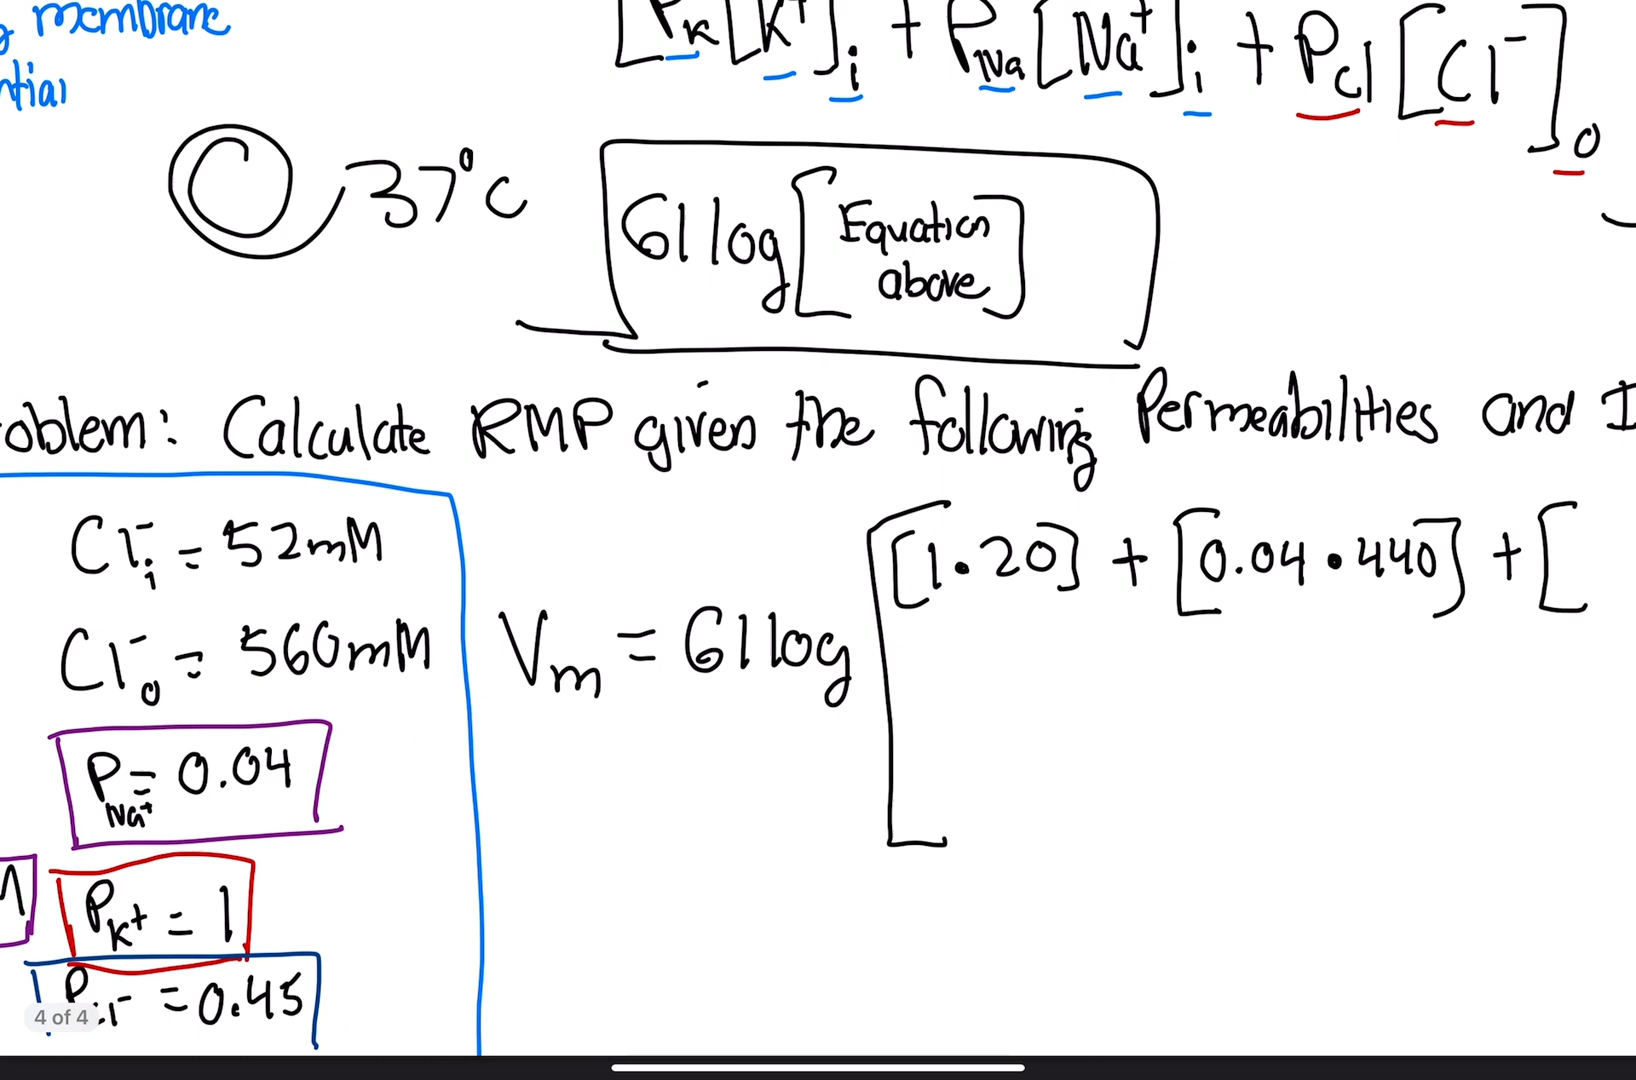 membrane
[Pk[K+]i + PNa[Na+]i + PCl[Cl-]o
37°C
61 log [Equation above]
Problem: Calculate RMP given the following Permeabilities and
Cl-i = 52mM
Cl-o = 560mM
Vm = 61 log [[1·20] + [0.04·440] + [
PNa+ = 0.04
PK+ = 1
= 0.45
4 of 4